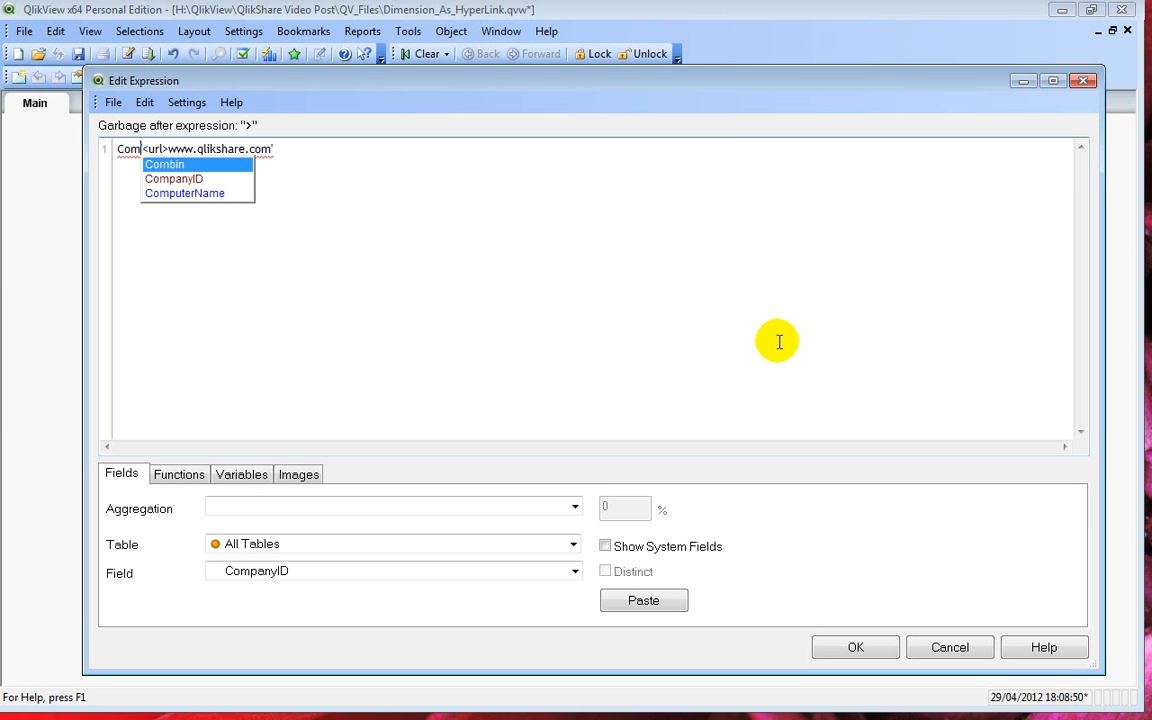 QlikView x64 Personal Edition - [H:\QlikView\QlikShare Video Post\QV_Files\Dimension_As_HyperLink.qvw*]
File Edit View Selections Layout Settings Bookmarks Reports Tools Object Window Help
Clear Back Forward Lock Unlock
Main
Edit Expression
File Edit Settings Help
Garbage after expression: ">"
1 Com<url>www.qlikshare.com'
Combin
CompanyID
ComputerName
Fields Functions Variables Images
Aggregation 0 %
Table All Tables Show System Fields
Field CompanyID Distinct
Paste
OK Cancel Help
For Help, press F1 29/04/2012 18:08:50*